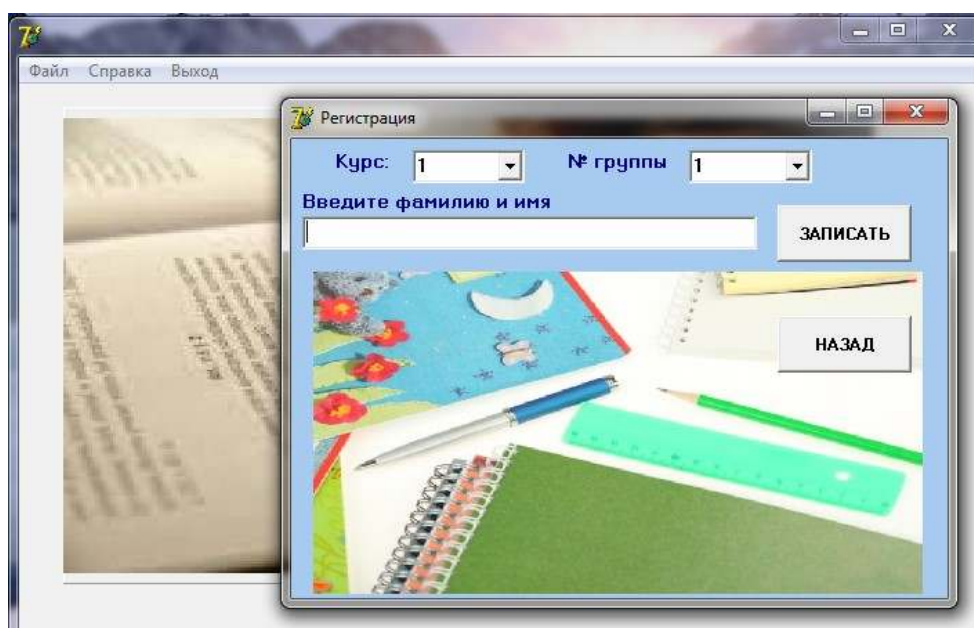 Файл Справка Выход
Регистрация
Курс: 1 № группы 1
Введите фамилию и имя
ЗАПИСАТЬ
НАЗАД